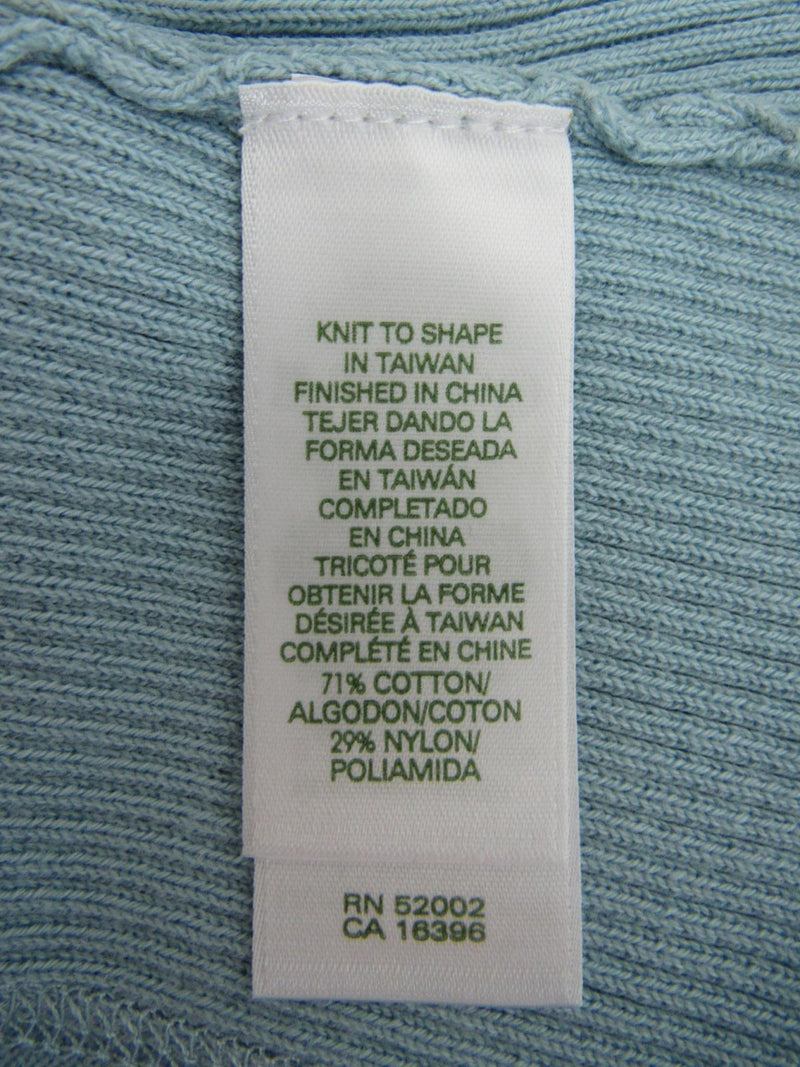 KNIT TO SHAPE
IN TAIWAN
FINISHED IN CHINA
TEJER DANDO LA
FORMA DESEADA
EN TAIWÁN
COMPLETADO
EN CHINA
TRICOTÉ POUR
OBTENIR LA FORME
DÉSIRÉE À TAIWAN
COMPLÉTÉ EN CHINE
71% COTTON/
ALGODON/COTON
29% NYLON/
POLIAMIDA
RN 52002
CA 16396